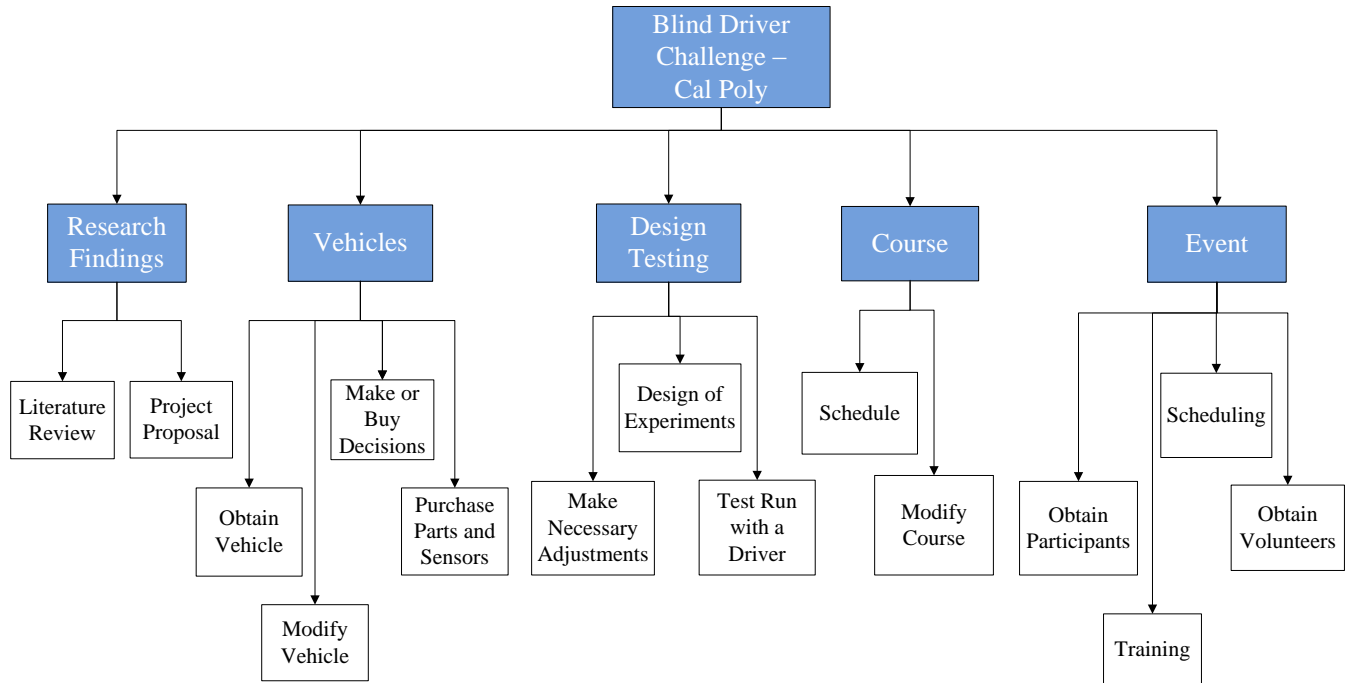 Blind Driver
Challenge –
Cal Poly
Research
Findings
Vehicles
Design
Testing
Course
Event
Literature
Review
Project
Proposal
Obtain
Vehicle
Modify
Vehicle
Make or
Buy
Decisions
Purchase
Parts and
Sensors
Make
Necessary
Adjustments
Design of
Experiments
Test Run
with a
Driver
Schedule
Modify
Course
Obtain
Participants
Training
Scheduling
Obtain
Volunteers